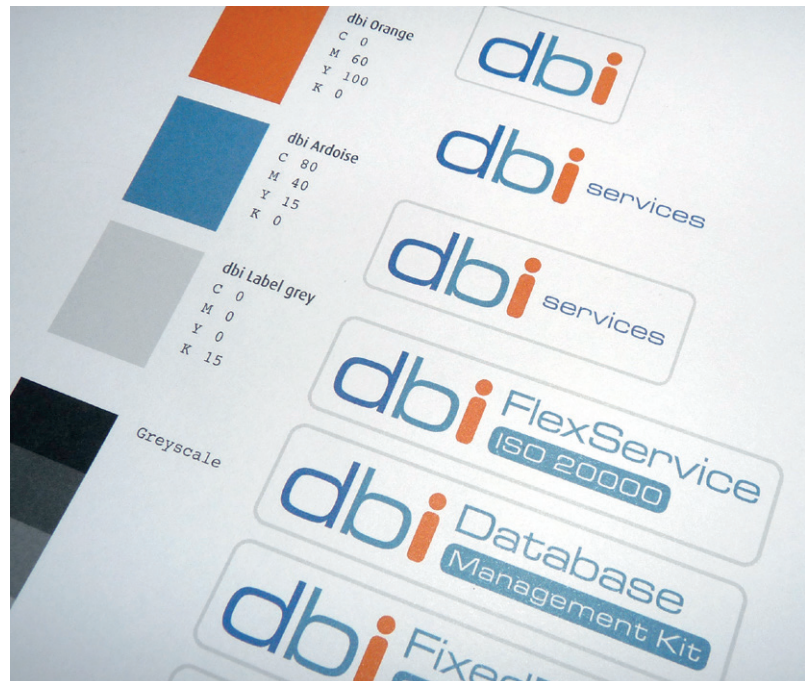 dbi Orange
C 0
M 60
Y 100
K 0
dbi Ardoise
C 80
M 40
Y 15
K 0
dbi Label grey
C 0
M 0
Y 0
K 15
Greyscale
dbi
dbi services
dbi services
dbi FlexService
ISO 20000
dbi Database
Management Kit
dbi